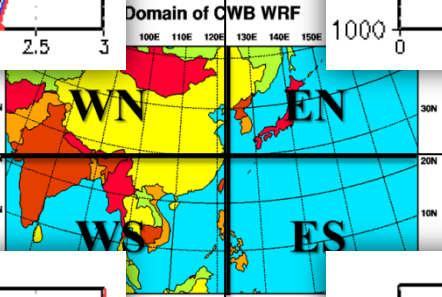 Domain of CWB WRF
1000
2.5 3
0
100E 110E 120E 130E 140E 150E
WN EN
30N
20N
WS ES
10N